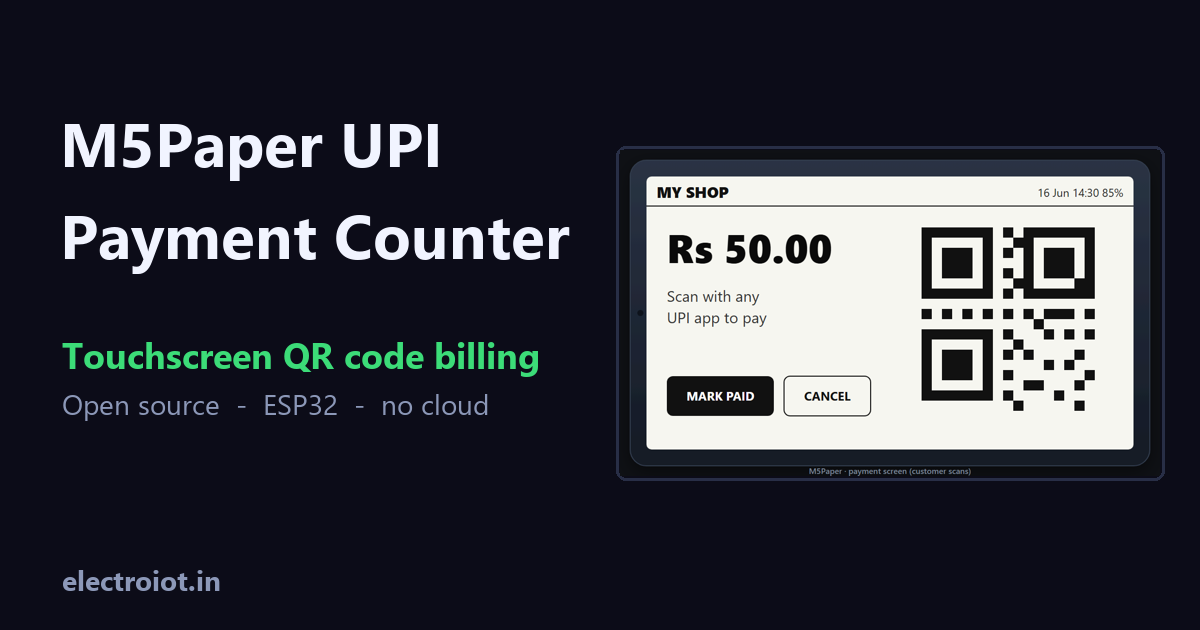 M5Paper UPI
Payment Counter
Touchscreen QR code billing
Open source - ESP32 - no cloud
electroiot.in
MY SHOP
16 Jun 14:30 85%
Rs 50.00
Scan with any
UPI app to pay
MARK PAID
CANCEL
M5Paper · payment screen (customer scans)